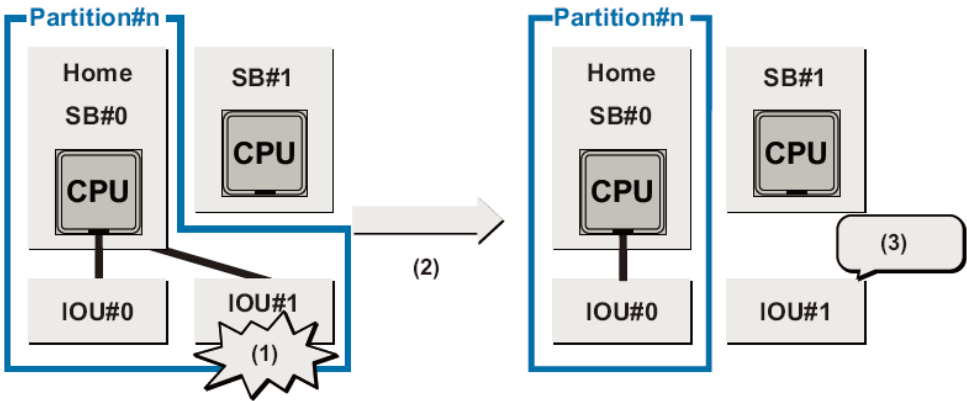 Partition#n
Home
SB#0
CPU
SB#1
CPU
IOU#0
IOU#1
(1)
(2)
Partition#n
Home
SB#0
CPU
SB#1
CPU
IOU#0
IOU#1
(3)